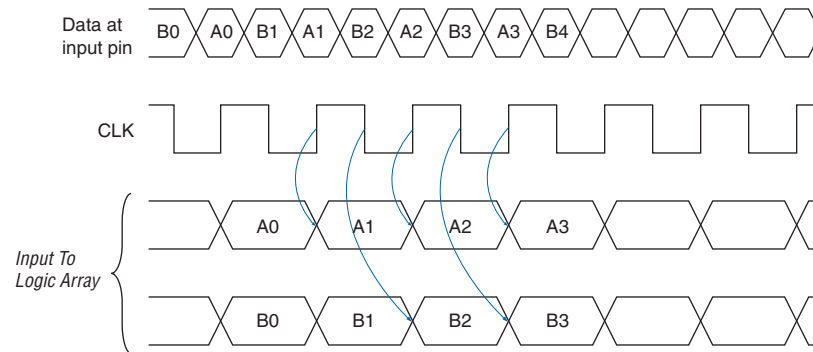 Data at
input pin
B0 A0 B1 A1 B2 A2 B3 A3 B4
CLK
Input To
Logic Array
A0 A1 A2 A3
B0 B1 B2 B3